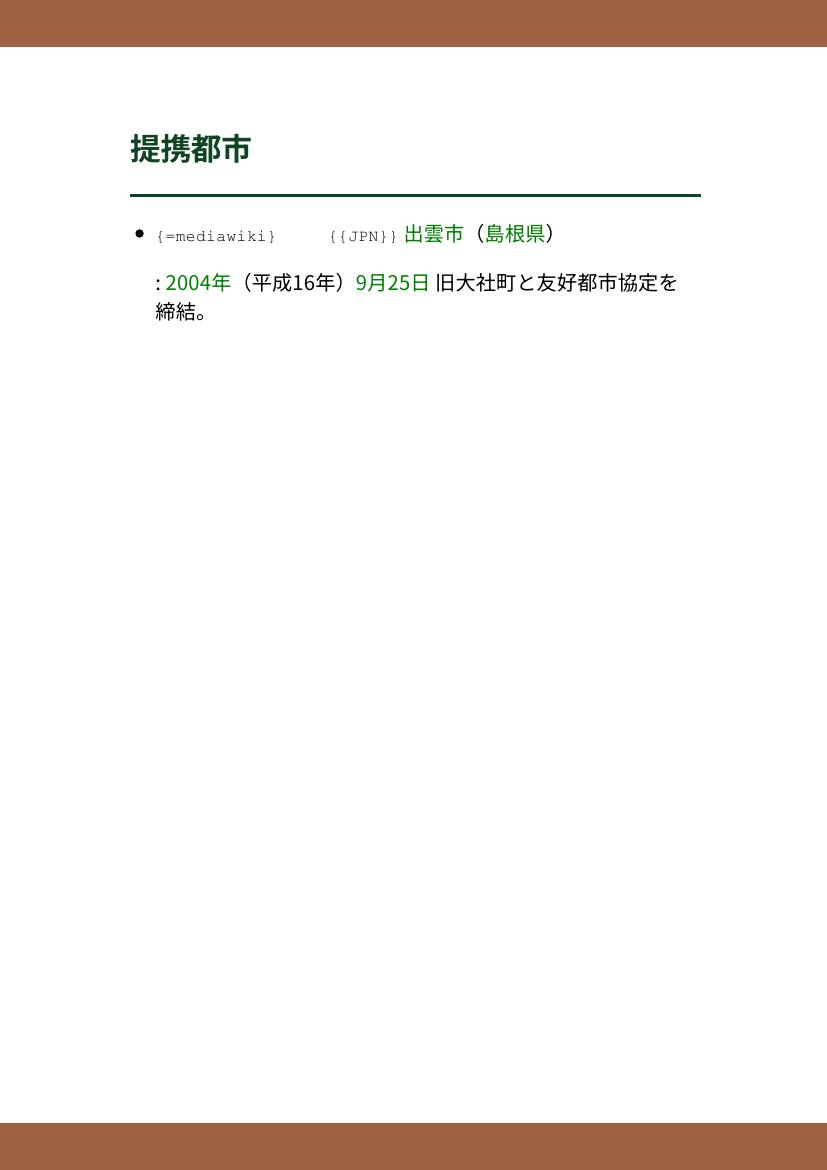 提携都市
{=mediawiki} {{JPN}} 出雲市（島根県）
: 2004年（平成16年）9月25日 旧大社町と友好都市協定を
締結。